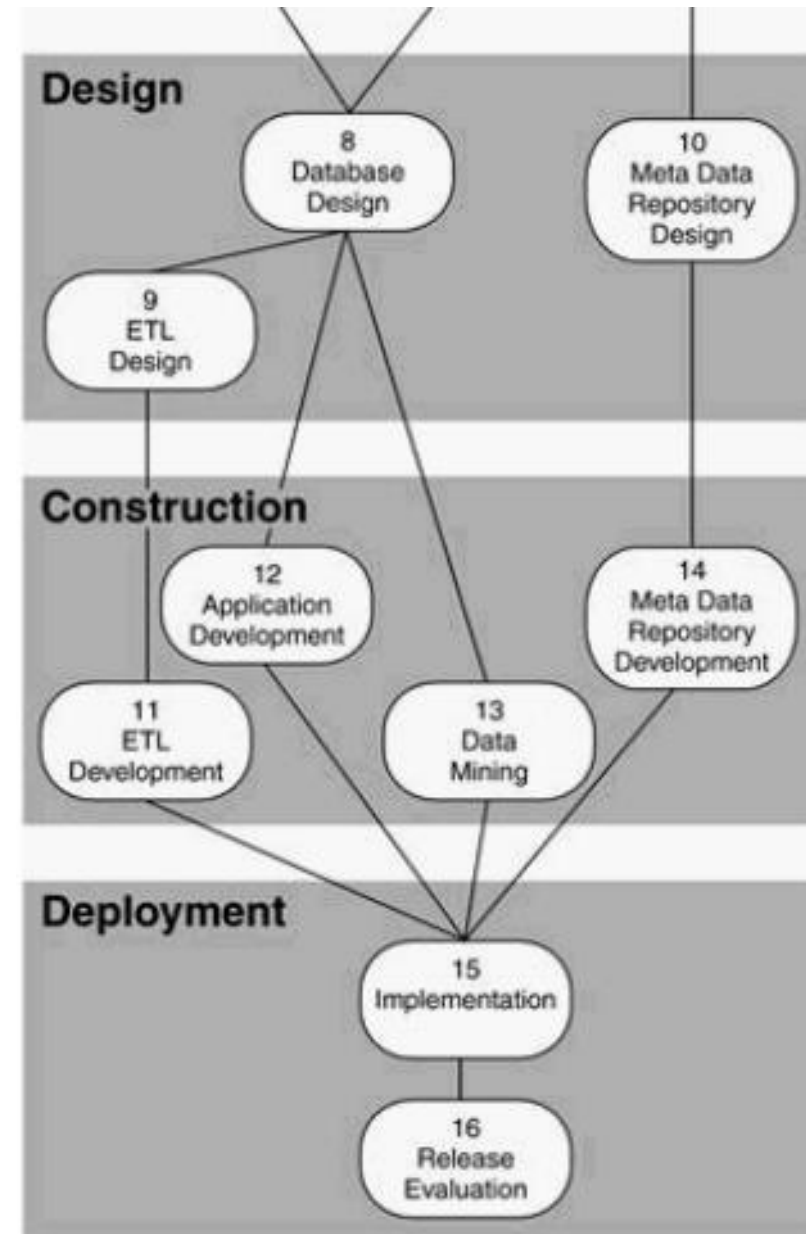 Design
8
Database
Design
10
Meta Data
Repository
Design
9
ETL
Design
Construction
12
Application
Development
14
Meta Data
Repository
Development
11
ETL
Development
13
Data
Mining
Deployment
15
Implementation
16
Release
Evaluation